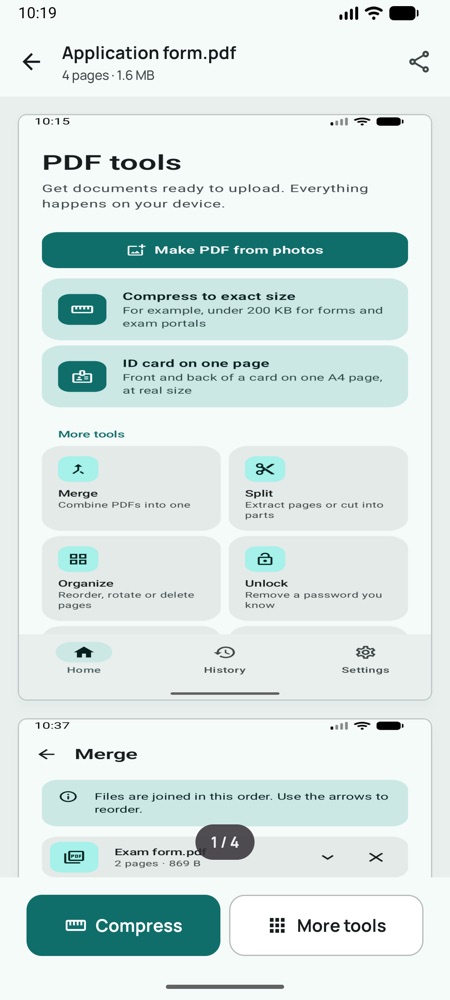 10:19
Application form.pdf
4 pages · 1.6 MB
10:15
PDF tools
Get documents ready to upload. Everything
happens on your device.
Make PDF from photos
Compress to exact size
For example, under 200 KB for forms and
exam portals
ID card on one page
Front and back of a card on one A4 page,
at real size
More tools
Merge
Combine PDFs into one
Split
Extract pages or cut into
parts
Organize
Reorder, rotate or delete
pages
Unlock
Remove a password you
know
Home
History
Settings
10:37
Merge
Files are joined in this order. Use the arrows to
reorder.
PDF
Exam form.pdf
2 pages · 869 B
1 / 4
Compress
More tools